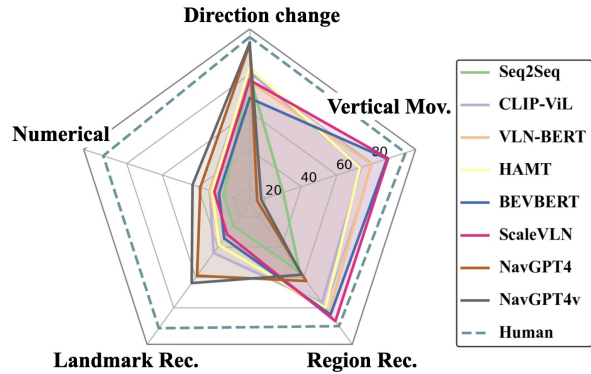 Direction change
Vertical Mov.
Numerical
80
60
40
20
Landmark Rec.
Region Rec.
Seq2Seq
CLIP-ViL
VLN-BERT
HAMT
BEVBERT
ScaleVLN
NavGPT4
NavGPT4v
Human